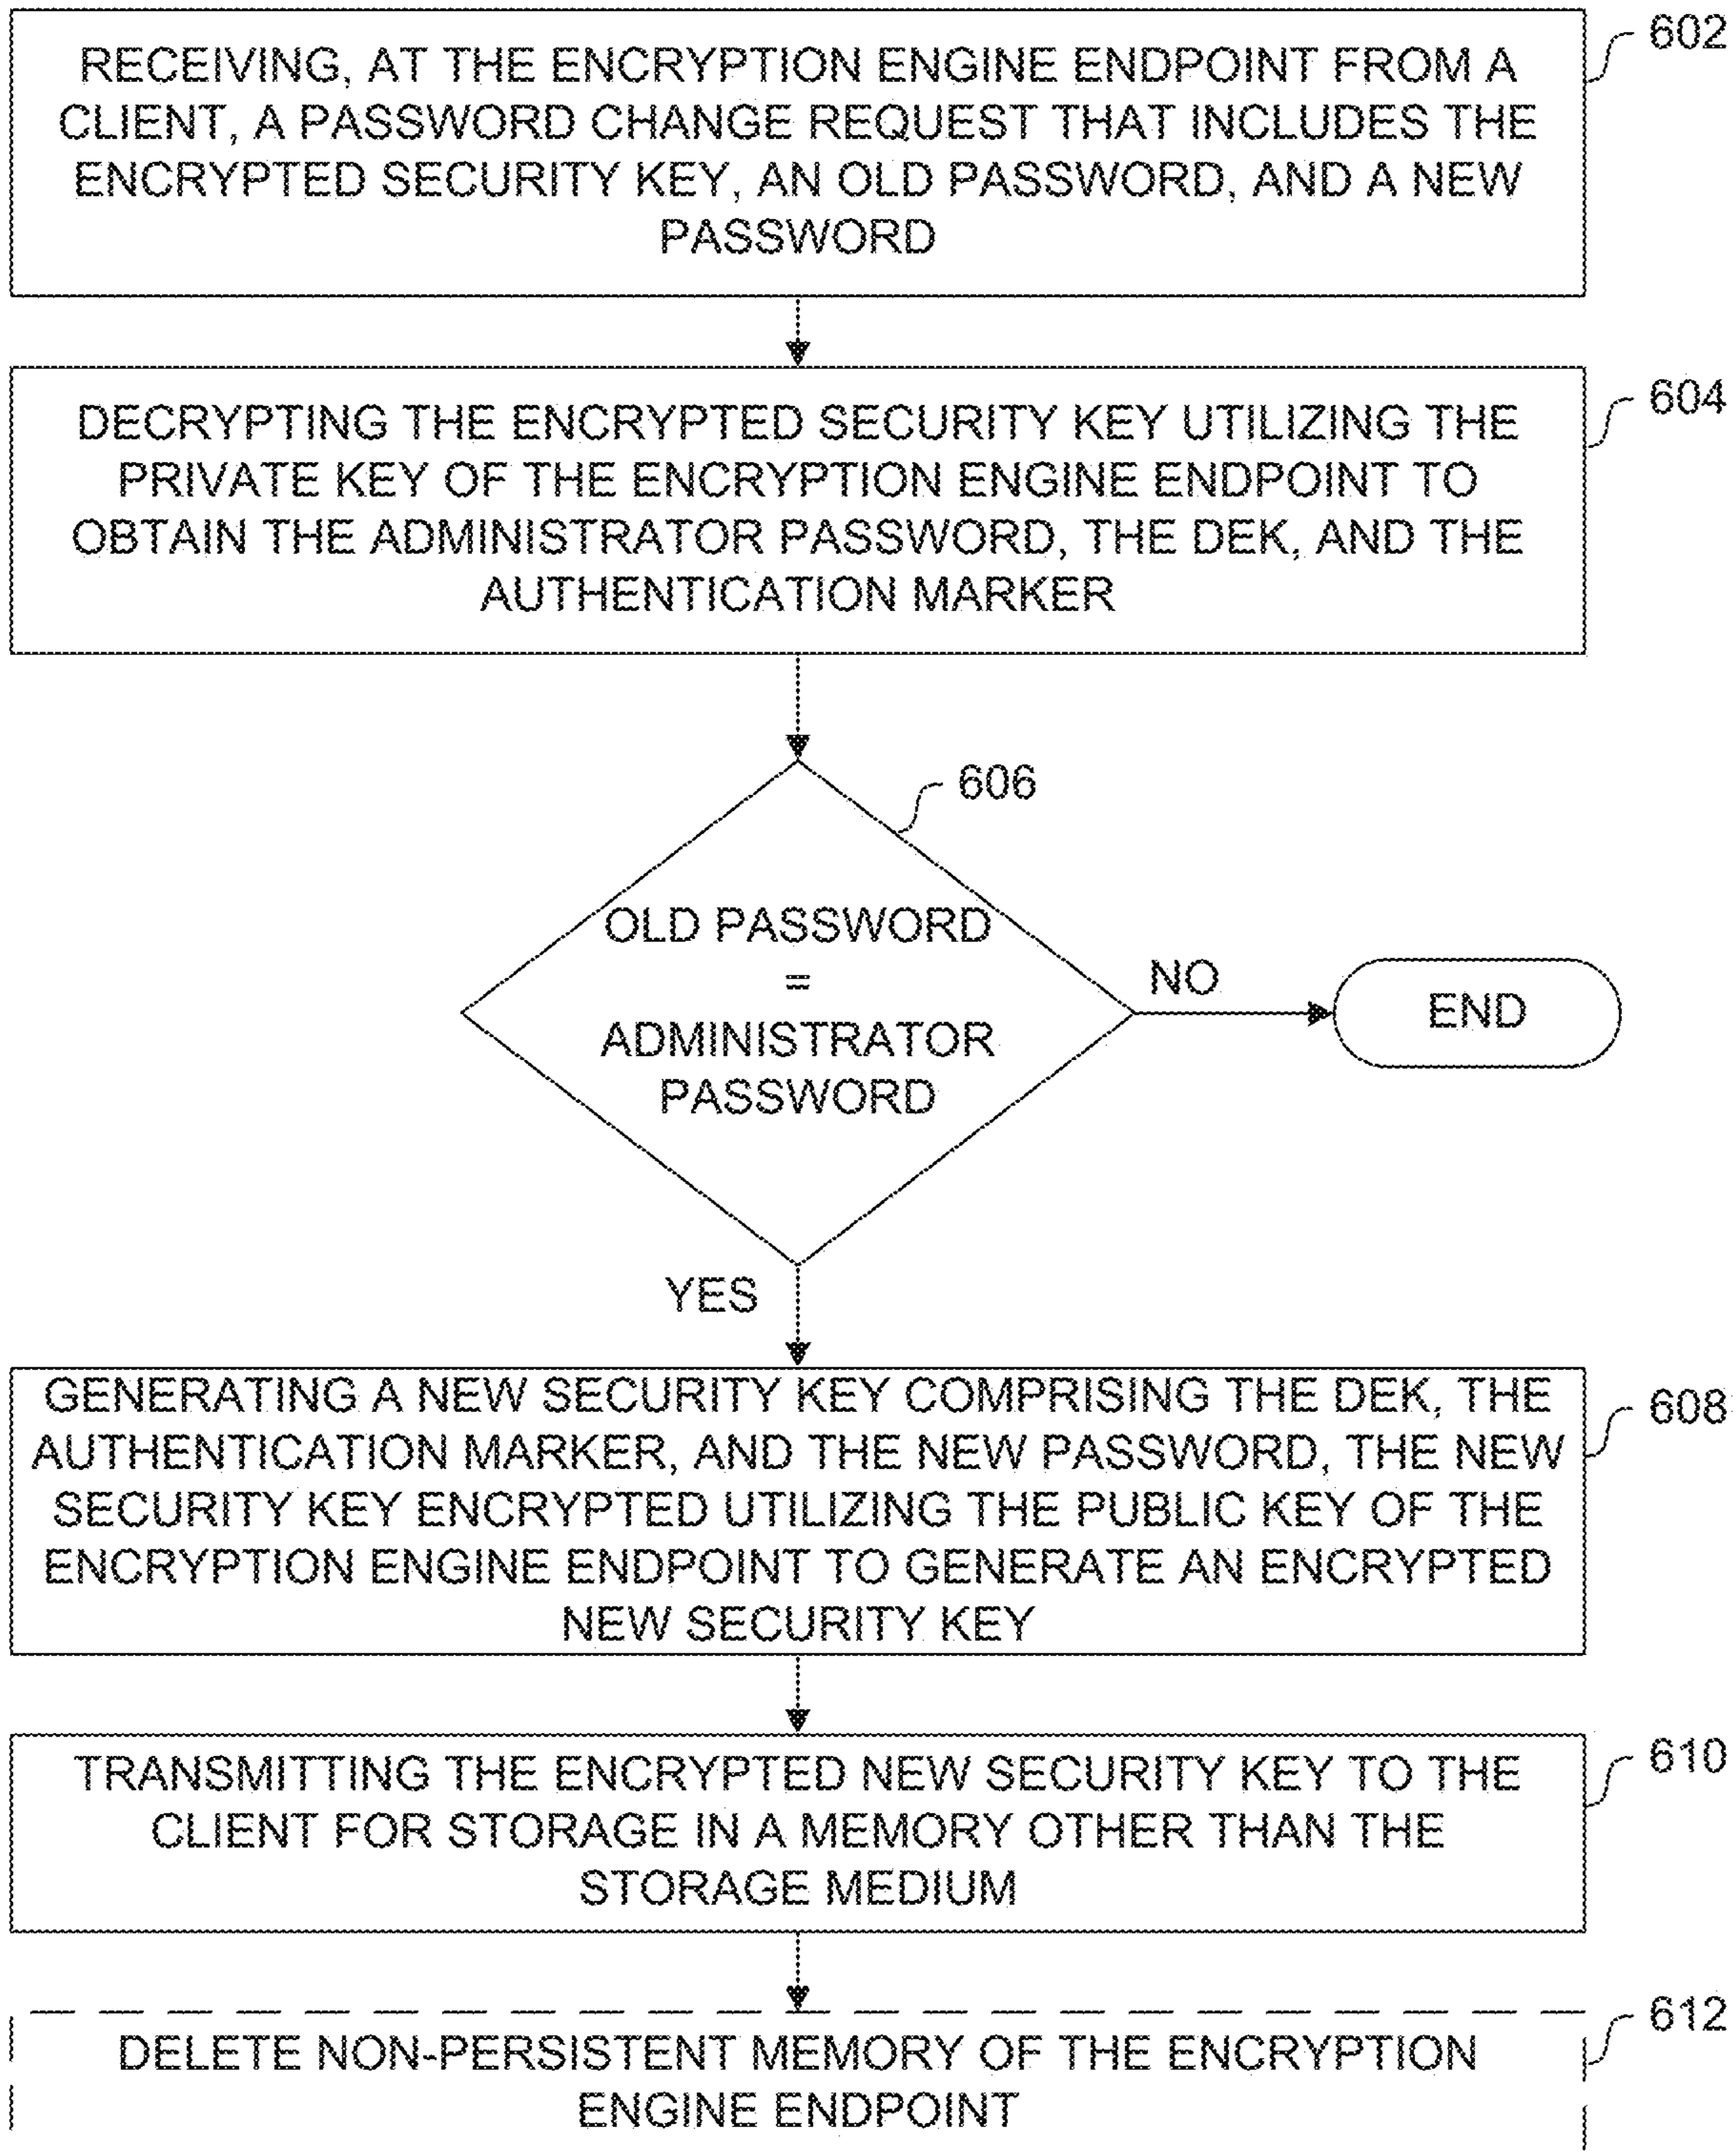 RECEIVING, AT THE ENCRYPTION ENGINE ENDPOINT FROM A
CLIENT, A PASSWORD CHANGE REQUEST THAT INCLUDES THE
ENCRYPTED SECURITY KEY, AN OLD PASSWORD, AND A NEW
PASSWORD
602
DECRYPTING THE ENCRYPTED SECURITY KEY UTILIZING THE
PRIVATE KEY OF THE ENCRYPTION ENGINE ENDPOINT TO
OBTAIN THE ADMINISTRATOR PASSWORD, THE DEK, AND THE
AUTHENTICATION MARKER
604
606
OLD PASSWORD
=
ADMINISTRATOR
PASSWORD
NO
END
YES
GENERATING A NEW SECURITY KEY COMPRISING THE DEK, THE
AUTHENTICATION MARKER, AND THE NEW PASSWORD, THE NEW
SECURITY KEY ENCRYPTED UTILIZING THE PUBLIC KEY OF THE
ENCRYPTION ENGINE ENDPOINT TO GENERATE AN ENCRYPTED
NEW SECURITY KEY
608
TRANSMITTING THE ENCRYPTED NEW SECURITY KEY TO THE
CLIENT FOR STORAGE IN A MEMORY OTHER THAN THE
STORAGE MEDIUM
610
DELETE NON-PERSISTENT MEMORY OF THE ENCRYPTION
ENGINE ENDPOINT
612